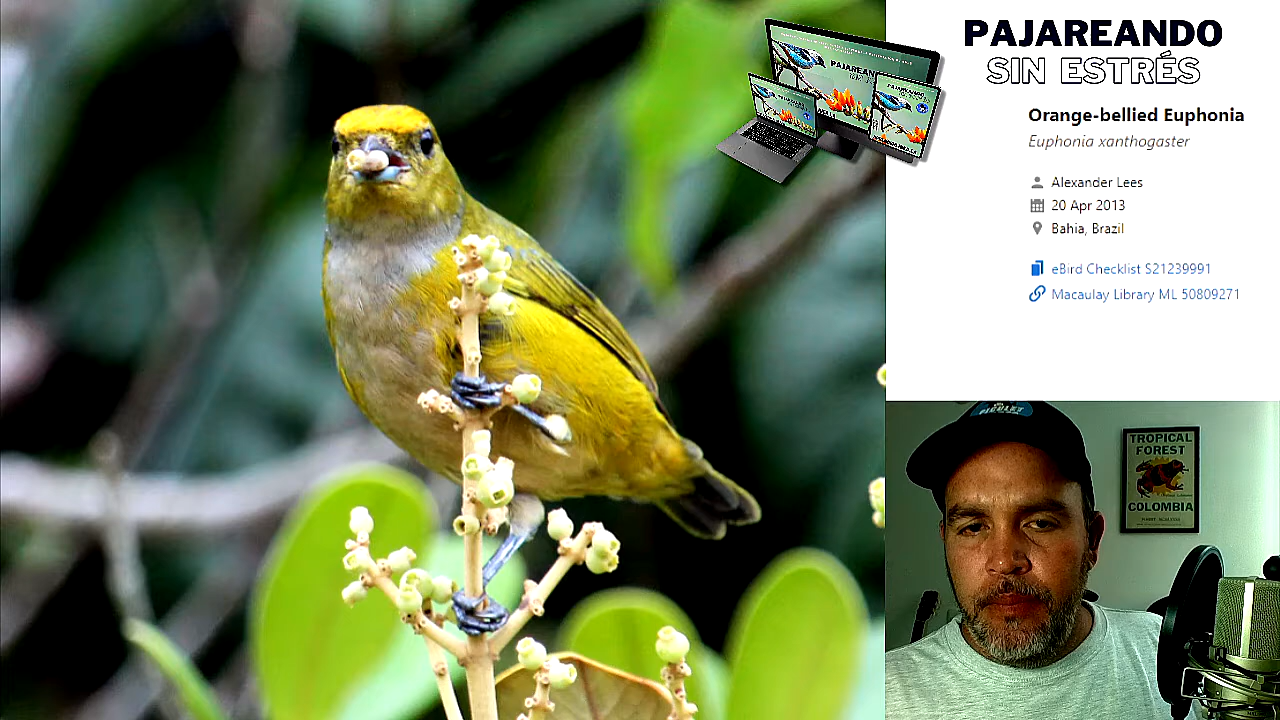 PAJAREANDO
SIN ESTRÉS
Orange-bellied Euphonia
Euphonia xanthogaster
Alexander Lees
20 Apr 2013
Bahia, Brazil
eBird Checklist S21239991
Macaulay Library ML 50809271
TROPICAL
FOREST
COLOMBIA